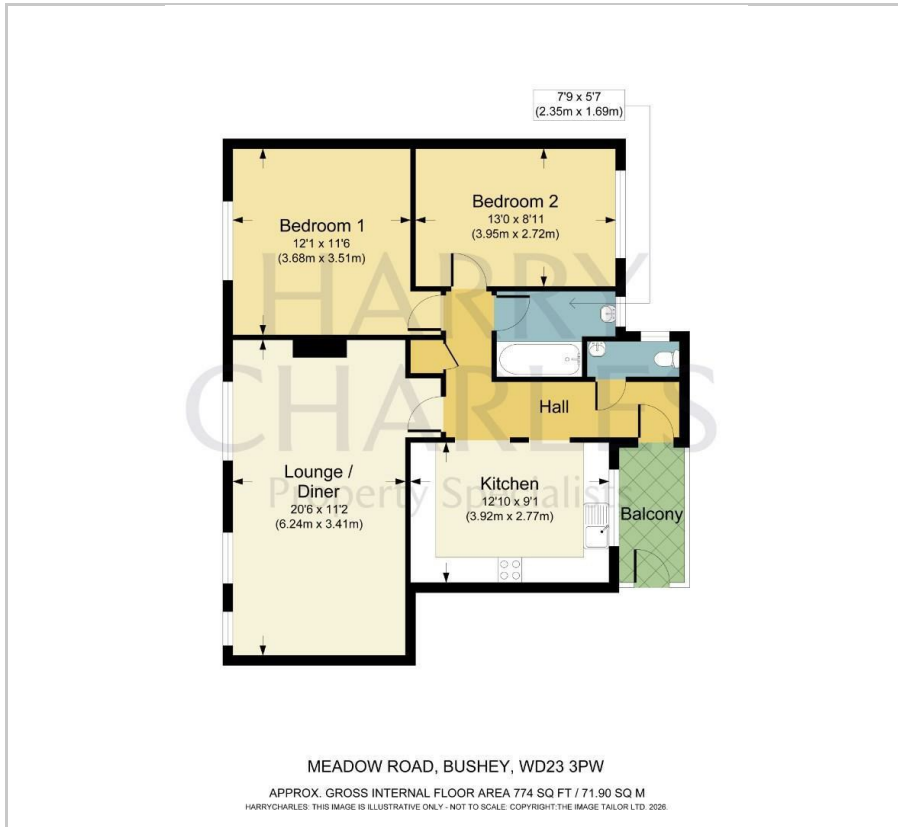 7'9 x 5'7
(2.35m x 1.69m)
Bedroom 1
12'1 x 11'6
(3.68m x 3.51m)
Bedroom 2
13'0 x 8'11
(3.95m x 2.72m)
HARRY
CHARLES
Property Specialists
Hall
Lounge /
Diner
20'6 x 11'2
(6.24m x 3.41m)
Kitchen
12'10 x 9'1
(3.92m x 2.77m)
Balcony
MEADOW ROAD, BUSHEY, WD23 3PW
APPROX. GROSS INTERNAL FLOOR AREA 774 SQ FT / 71.90 SQ M
HARRYCHARLES: THIS IMAGE IS ILLUSTRATIVE ONLY - NOT TO SCALE: COPYRIGHT:THE IMAGE TAILOR LTD. 2026.